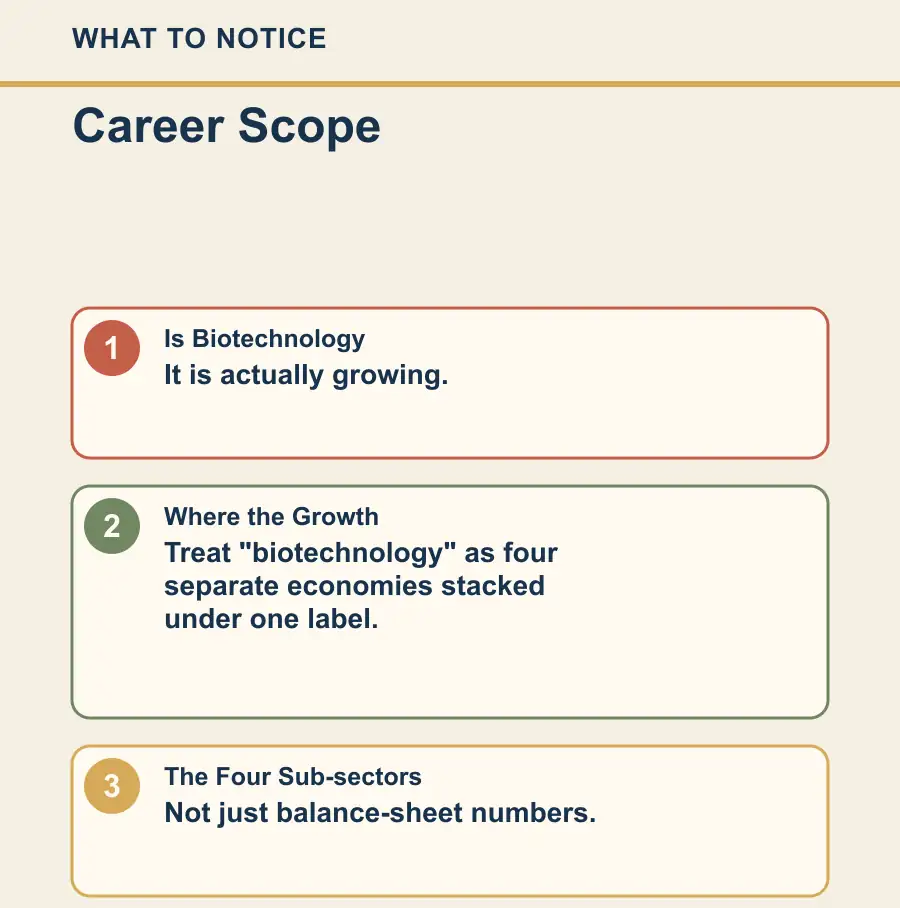 WHAT TO NOTICE
Career Scope
1
Is Biotechnology
It is actually growing.
2
Where the Growth
Treat "biotechnology" as four
separate economies stacked
under one label.
3
The Four Sub-sectors
Not just balance-sheet numbers.